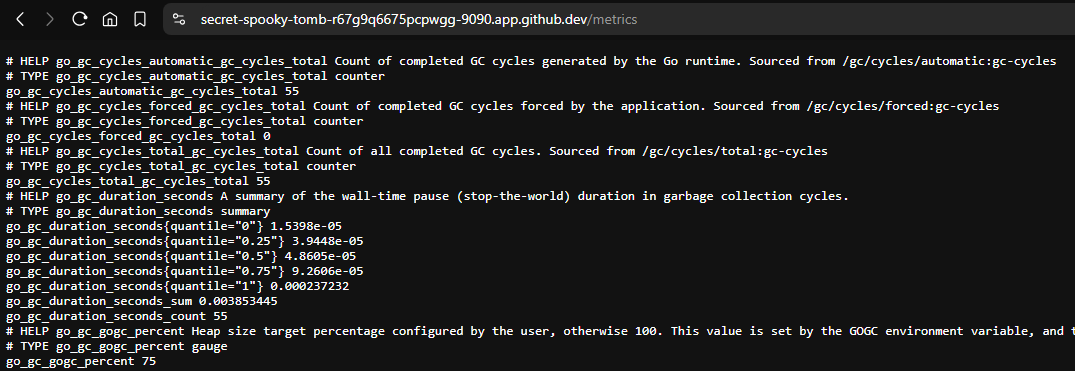 secret-spooky-tomb-r67g9q6675pcpwgg-9090.app.github.dev/metrics
# HELP go_gc_cycles_automatic_gc_cycles_total Count of completed GC cycles generated by the Go runtime. Sourced from /gc/cycles/automatic:gc-cycles
# TYPE go_gc_cycles_automatic_gc_cycles_total counter
go_gc_cycles_automatic_gc_cycles_total 55
# HELP go_gc_cycles_forced_gc_cycles_total Count of completed GC cycles forced by the application. Sourced from /gc/cycles/forced:gc-cycles
# TYPE go_gc_cycles_forced_gc_cycles_total counter
go_gc_cycles_forced_gc_cycles_total 0
# HELP go_gc_cycles_total_gc_cycles_total Count of all completed GC cycles. Sourced from /gc/cycles/total:gc-cycles
# TYPE go_gc_cycles_total_gc_cycles_total counter
go_gc_cycles_total_gc_cycles_total 55
# HELP go_gc_duration_seconds A summary of the wall-time pause (stop-the-world) duration in garbage collection cycles.
# TYPE go_gc_duration_seconds summary
go_gc_duration_seconds{quantile="0"} 1.5398e-05
go_gc_duration_seconds{quantile="0.25"} 3.9448e-05
go_gc_duration_seconds{quantile="0.5"} 4.8605e-05
go_gc_duration_seconds{quantile="0.75"} 9.2606e-05
go_gc_duration_seconds{quantile="1"} 0.000237232
go_gc_duration_seconds_sum 0.003853445
go_gc_duration_seconds_count 55
# HELP go_gc_gogc_percent Heap size target percentage configured by the user, otherwise 100. This value is set by the GOGC environment variable, and
# TYPE go_gc_gogc_percent gauge
go_gc_gogc_percent 75